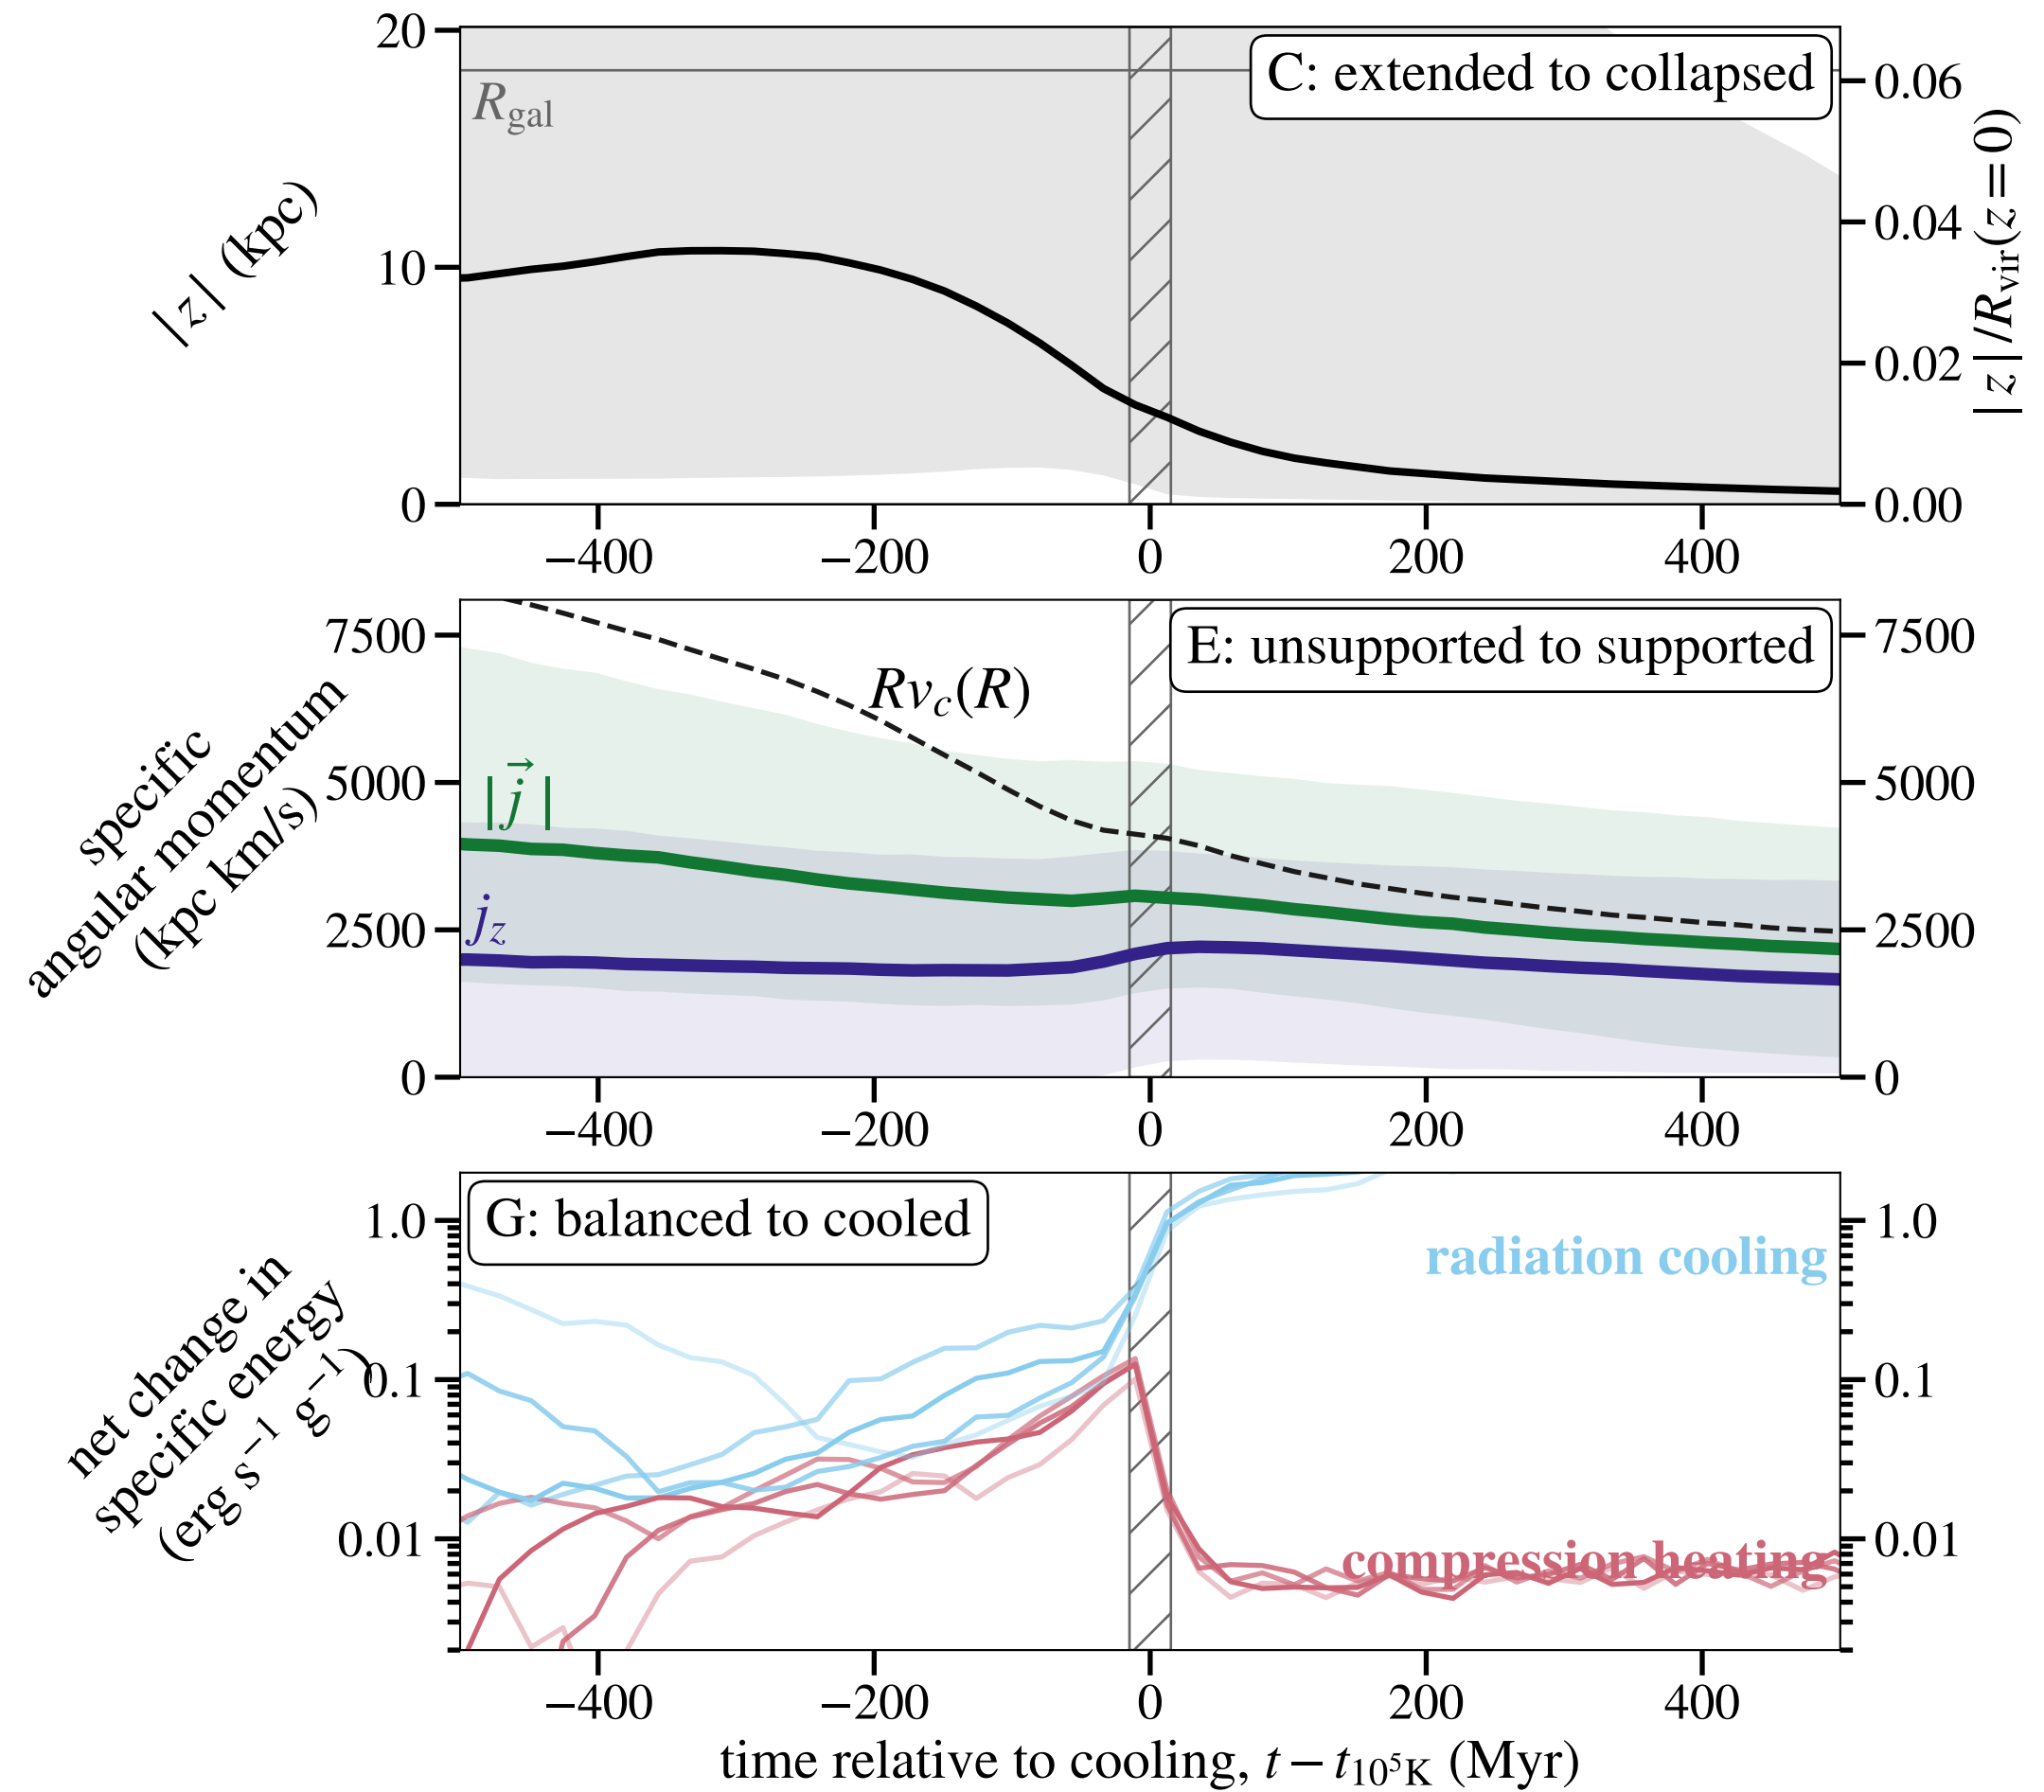 20
10
0
|z| (kpc)
R_gal
C: extended to collapsed
0.06
0.04
0.02
0.00
|z|/R_vir(z=0)
−400 −200 0 200 400
7500
5000
2500
0
specific
angular momentum
(kpc km/s)
Rv_c(R)
|j⃗|
j_z
E: unsupported to supported
7500
5000
2500
0
−400 −200 0 200 400
1.0
0.1
0.01
net change in
specific energy
(erg s⁻¹ g⁻¹)
G: balanced to cooled
radiation cooling
compression heating
1.0
0.1
0.01
−400 −200 0 200 400
time relative to cooling, t − t_{10⁵K} (Myr)